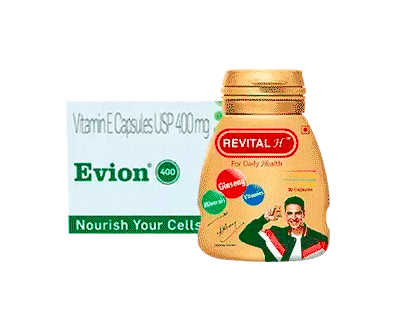 Vitamin E Capsules USP 400 mg
Evion® 400
Nourish Your Cells
REVITAL H™
For Daily Health
Ginseng
Minerals
Vitamins
30 Capsules